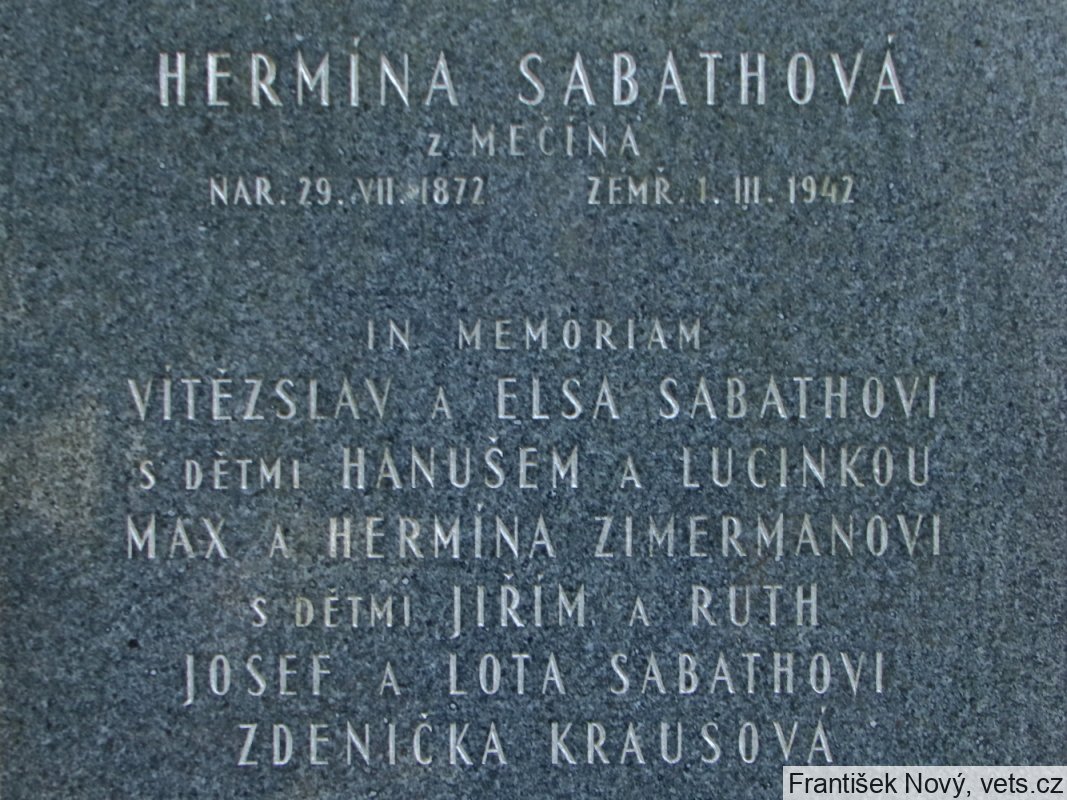 HERMÍNA SABATHOVÁ
z MEČÍNA
NAR. 29. VII. 1872 ZEMŘ. 1. III. 1942
IN MEMORIAM
VÍTĚZSLAV A ELSA SABATHOVI
S DĚTMI HANUŠEM A LUCINKOU
MAX A HERMÍNA ZIMERMANOVI
S DĚTMI JIŘÍM A RUTH
JOSEF A LOTA SABATHOVI
ZDENIČKA KRAUSOVÁ
František Nový, vets.cz